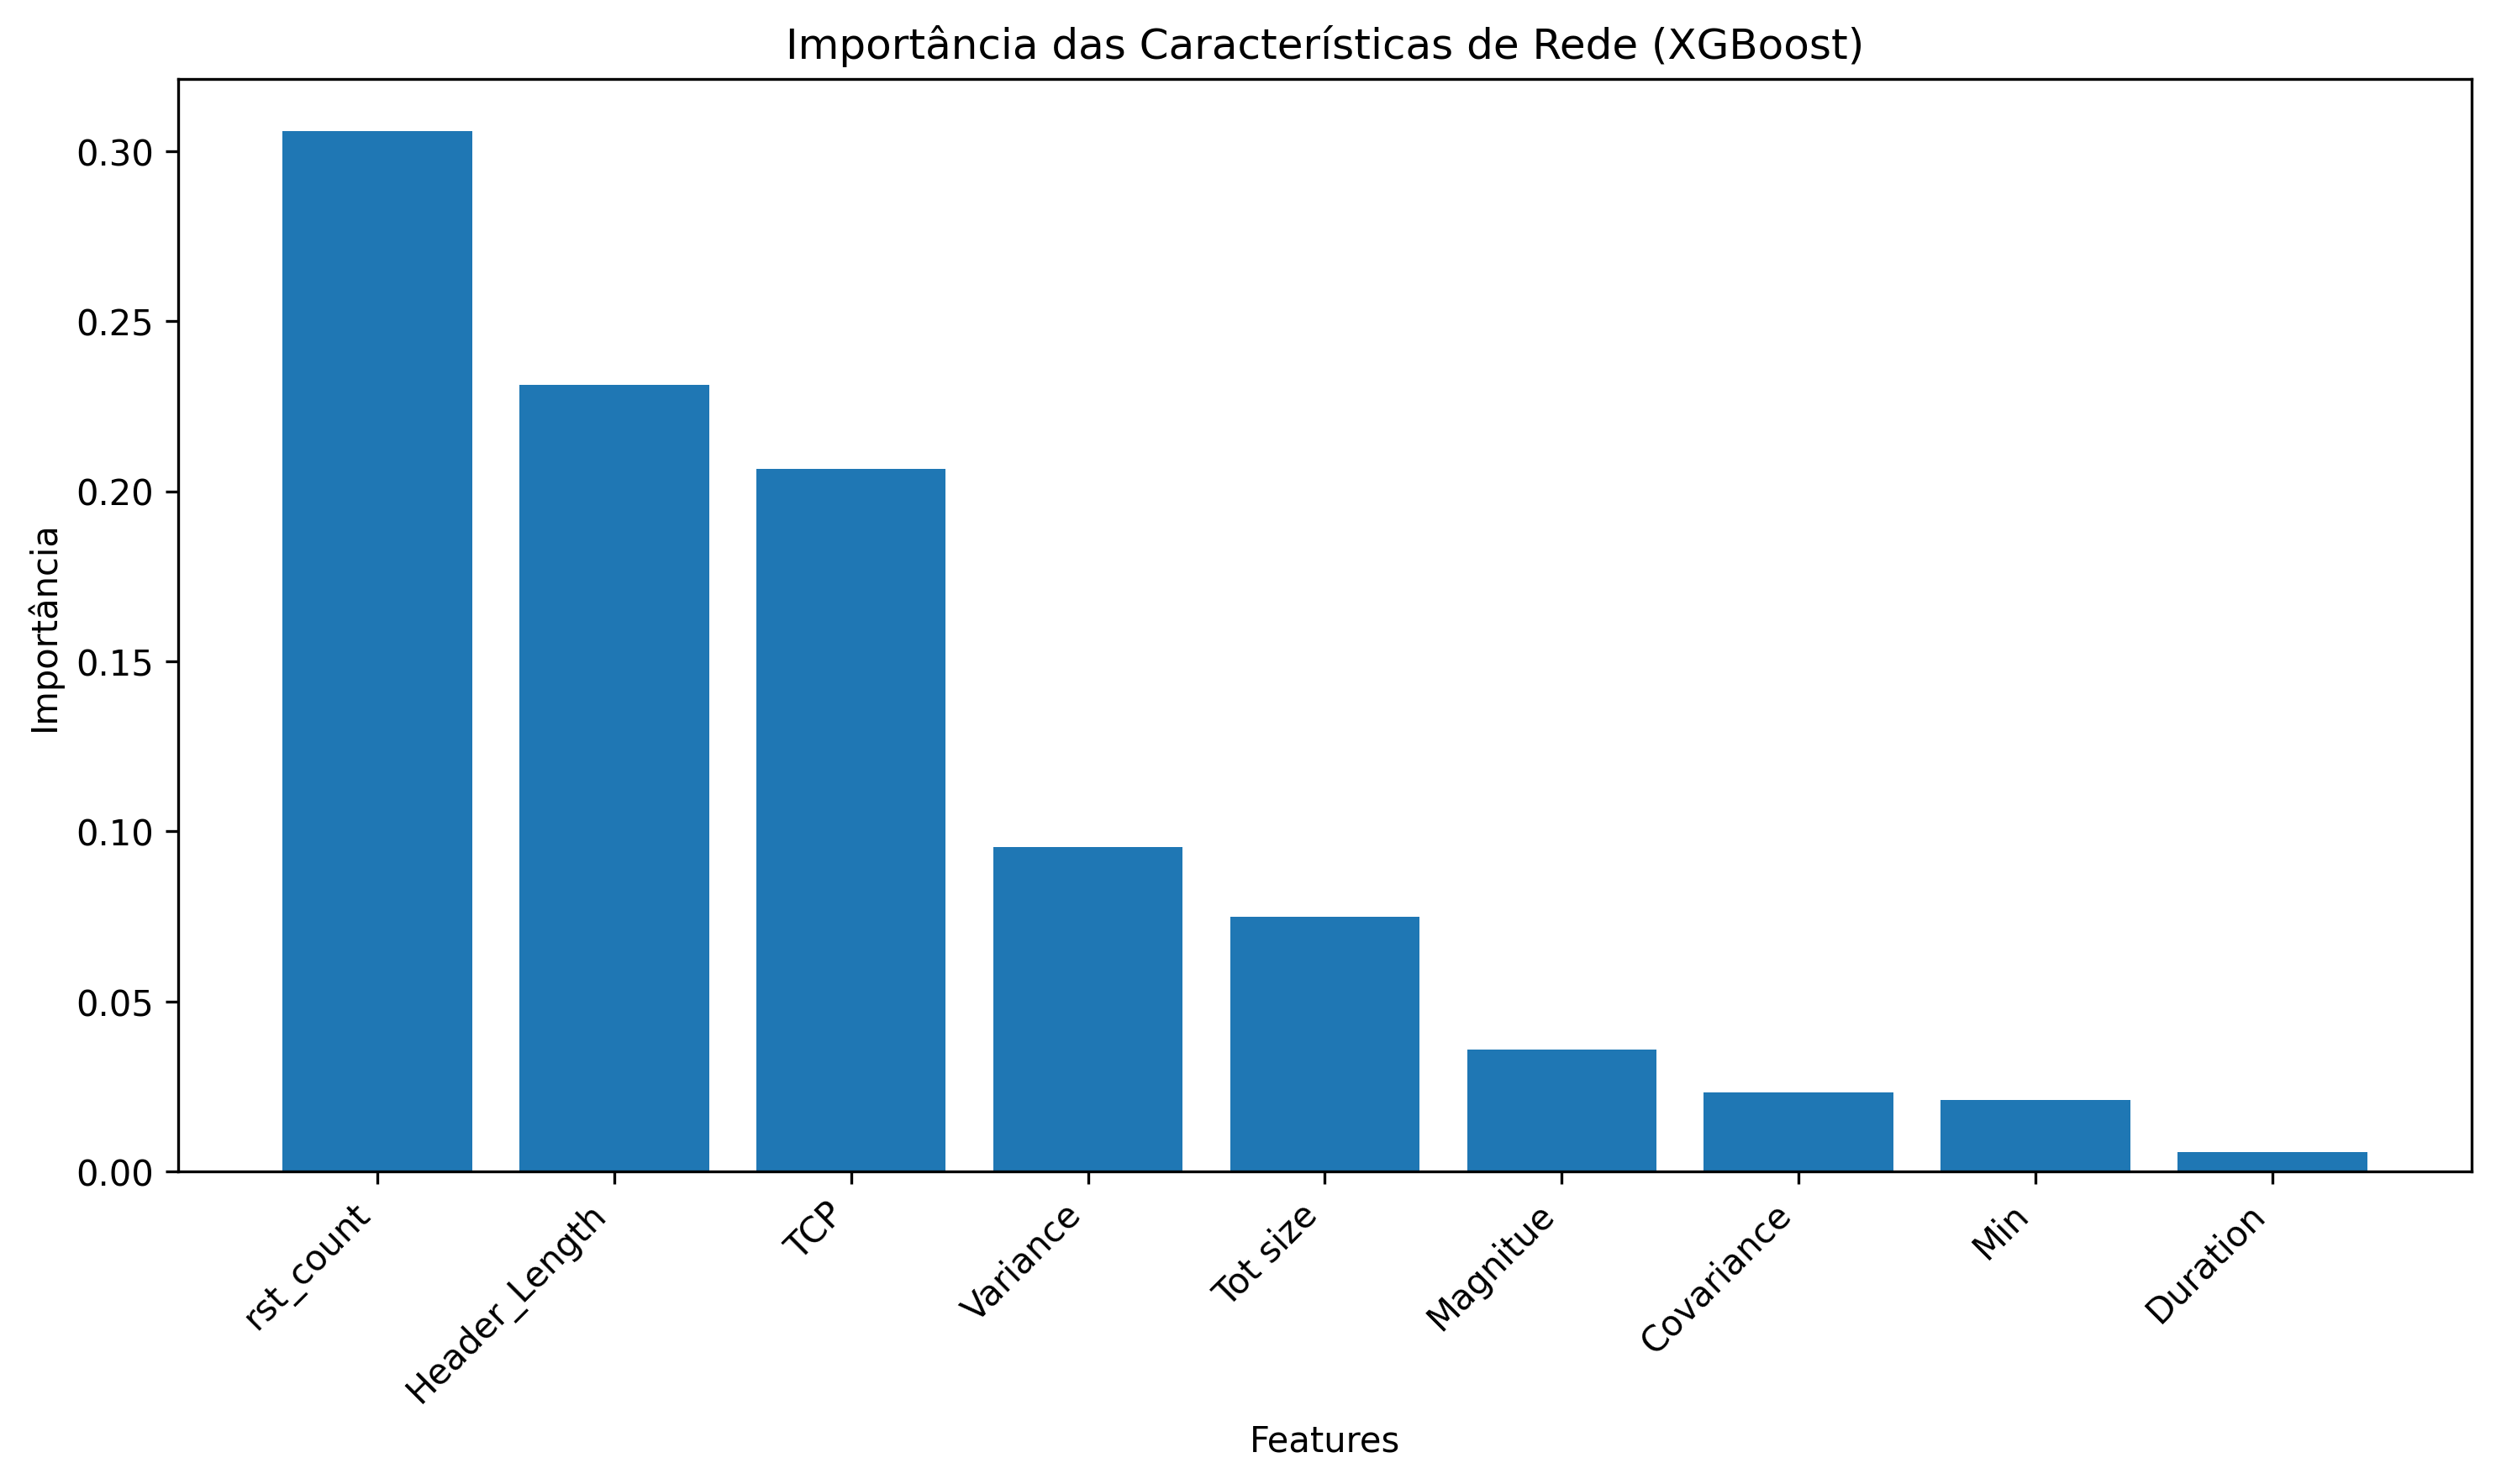 Importância das Características de Rede (XGBoost)
Importância
0.30
0.25
0.20
0.15
0.10
0.05
0.00
rst_count
Header_Length
TCP
Variance
Tot size
Magnitue
Covariance
Min
Duration
Features